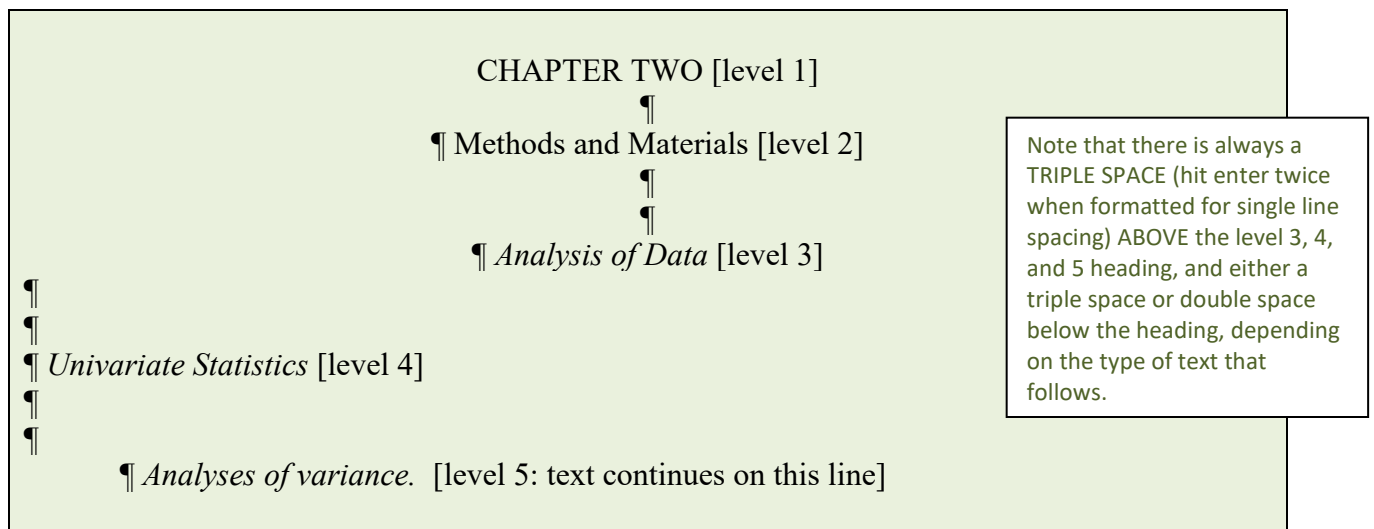 CHAPTER TWO [level 1]
¶
¶ Methods and Materials [level 2]
¶
¶
¶ Analysis of Data [level 3]
¶
¶
¶ Univariate Statistics [level 4]
¶
¶
¶ Analyses of variance. [level 5: text continues on this line]
Note that there is always a
TRIPLE SPACE (hit enter twice
when formatted for single line
spacing) ABOVE the level 3, 4,
and 5 heading, and either a
triple space or double space
below the heading, depending
on the type of text that
follows.